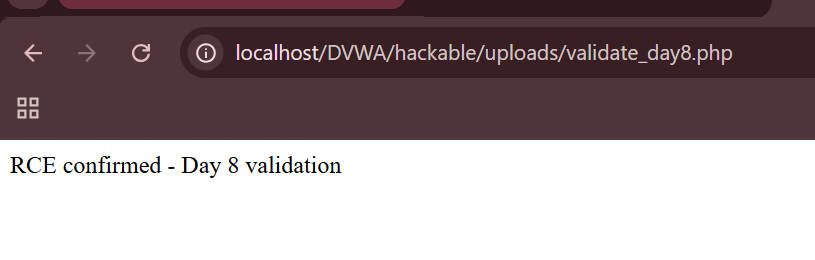 localhost/DVWA/hackable/uploads/validate_day8.php
RCE confirmed - Day 8 validation